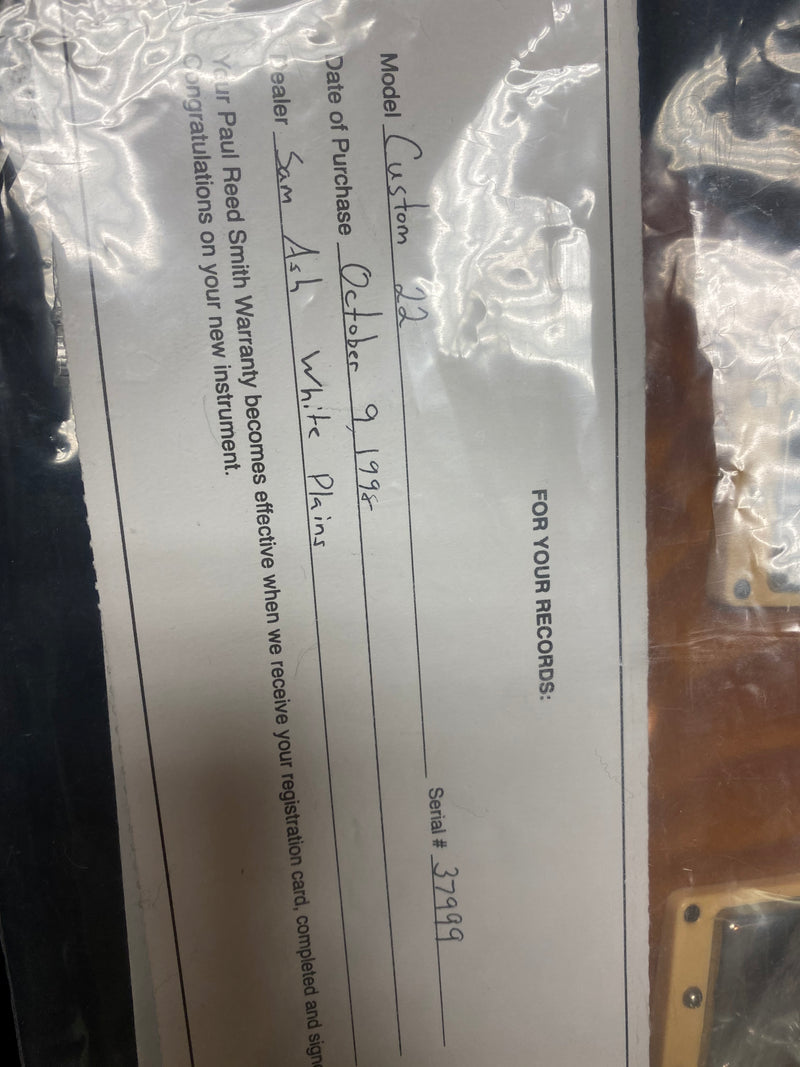 FOR YOUR RECORDS:
Model Custom 22 Serial # 37999
Date of Purchase October 9, 1998
Dealer Sam Ash White Plains
Your Paul Reed Smith Warranty becomes effective when we receive your registration card, completed and signe
Congratulations on your new instrument.